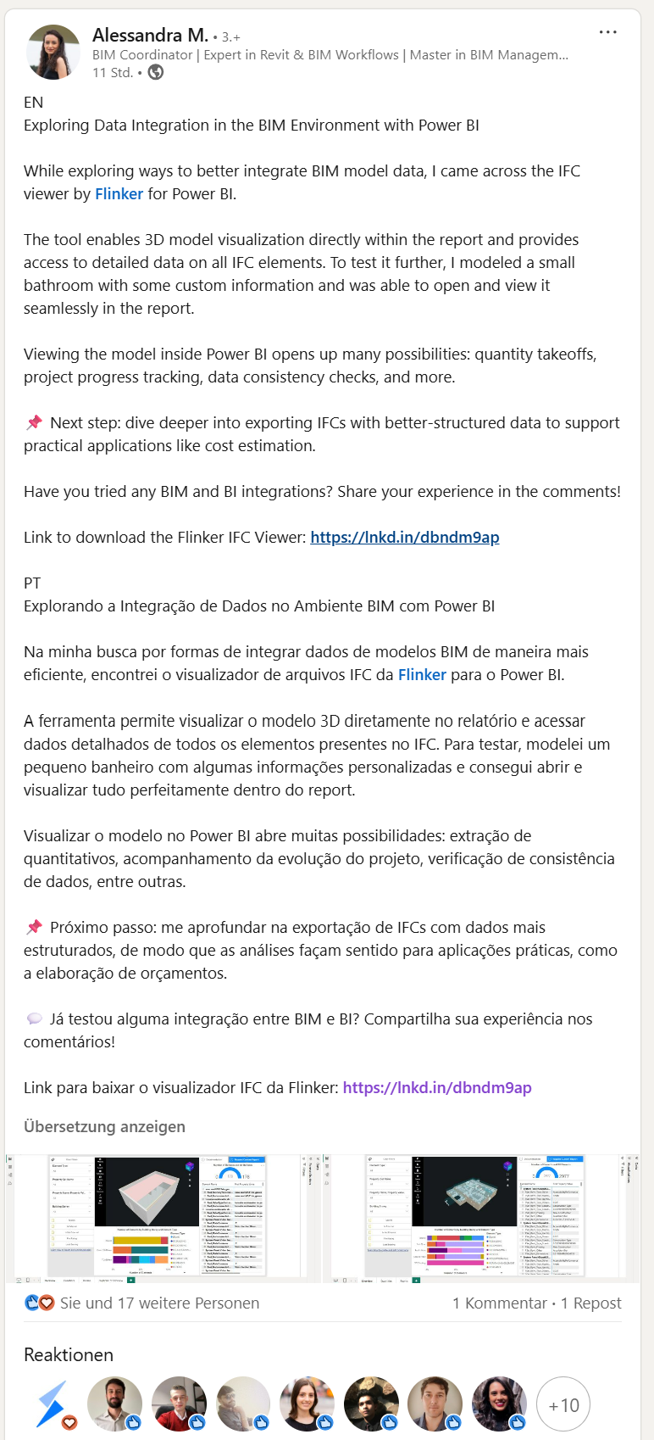 Alessandra M. • 3.+
BIM Coordinator | Expert in Revit & BIM Workflows | Master in BIM Managem...
11 Std. •
EN
Exploring Data Integration in the BIM Environment with Power BI
While exploring ways to better integrate BIM model data, I came across the IFC
viewer by Flinker for Power BI.
The tool enables 3D model visualization directly within the report and provides
access to detailed data on all IFC elements. To test it further, I modeled a small
bathroom with some custom information and was able to open and view it
seamlessly in the report.
Viewing the model inside Power BI opens up many possibilities: quantity takeoffs,
project progress tracking, data consistency checks, and more.
📌 Next step: dive deeper into exporting IFCs with better-structured data to support
practical applications like cost estimation.
Have you tried any BIM and BI integrations? Share your experience in the comments!
Link to download the Flinker IFC Viewer: https://lnkd.in/dbndm9ap
PT
Explorando a Integração de Dados no Ambiente BIM com Power BI
Na minha busca por formas de integrar dados de modelos BIM de maneira mais
eficiente, encontrei o visualizador de arquivos IFC da Flinker para o Power BI.
A ferramenta permite visualizar o modelo 3D diretamente no relatório e acessar
dados detalhados de todos os elementos presentes no IFC. Para testar, modelei um
pequeno banheiro com algumas informações personalizadas e consegui abrir e
visualizar tudo perfeitamente dentro do report.
Visualizar o modelo no Power BI abre muitas possibilidades: extração de
quantitativos, acompanhamento da evolução do projeto, verificação de consistência
de dados, entre outras.
📌 Próximo passo: me aprofundar na exportação de IFCs com dados mais
estruturados, de modo que as análises façam sentido para aplicações práticas, como
a elaboração de orçamentos.
💬 Já testou alguma integração entre BIM e BI? Compartilha sua experiência nos
comentários!
Link para baixar o visualizador IFC da Flinker: https://lnkd.in/dbndm9ap
Übersetzung anzeigen
Sie und 17 weitere Personen
1 Kommentar • 1 Repost
Reaktionen
+10